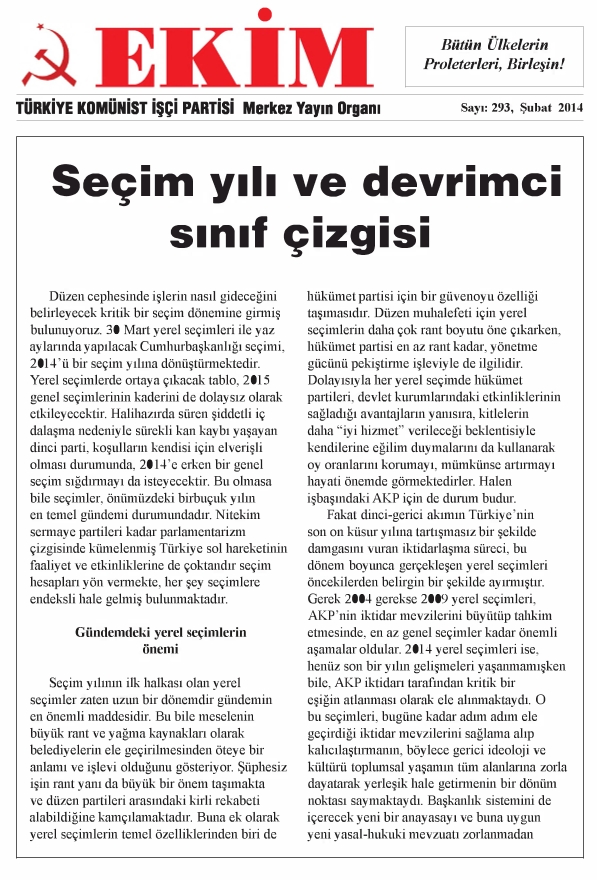 EKİM
Bütün Ülkelerin
Proleterleri, Birleşin!
TÜRKİYE KOMÜNİST İŞÇİ PARTİSİ Merkez Yayın Organı
Sayı: 293, Şubat 2014
Seçim yılı ve devrimci
sınıf çizgisi
Düzen cephesinde işlerin nasıl gideceğini
belirleyecek kritik bir seçim dönemine girmiş
bulunuyoruz. 30 Mart yerel seçimleri ile yaz
aylarında yapılacak Cumhurbaşkanlığı seçimi,
2014'ü bir seçim yılına dönüştürmektedir.
Yerel seçimlerde ortaya çıkacak tablo, 2015
genel seçimlerinin kaderini de dolaysız olarak
etkileyecektir. Halihazırda süren şiddetli iç
dalaşma nedeniyle sürekli kan kaybı yaşayan
dinci parti, koşulların kendisi için elverişli
olması durumunda, 2014'e erken bir genel
seçim sığdırmayı da isteyecektir. Bu olmasa
bile seçimler, önümüzdeki birbuçuk yılın
en temel gündemi durumundadır. Nitekim
sermaye partileri kadar parlamentarizm
çizgisinde kümelenmiş Türkiye sol hareketinin
faaliyet ve etkinliklerine de çoktandır seçim
hesapları yön vermekte, her şey seçimlere
endeksli hale gelmiş bulunmaktadır.
Gündemdeki yerel seçimlerin
önemi
Seçim yılının ilk halkası olan yerel
seçimler zaten uzun bir dönemdir gündemin
en önemli maddesidir. Bu bile meselenin
büyük rant ve yağma kaynakları olarak
belediyelerin ele geçirilmesinden öteye bir
anlamı ve işlevi olduğunu gösteriyor. Şüphesiz
işin rant yanı da büyük bir önem taşımakta
ve düzen partileri arasındaki kirli rekabeti
alabildiğine kamçılamaktadır. Buna ek olarak
yerel seçimlerin temel özelliklerinden biri de
hükümet partisi için bir güvenoyu özelliği
taşımasıdır. Düzen muhalefeti için yerel
seçimlerin daha çok rant boyutu öne çıkarken,
hükümet partisi en az rant kadar, yönetme
gücünü pekiştirme işleviyle de ilgilidir.
Dolayısıyla her yerel seçimde hükümet
partileri, devlet kurumlarındaki etkinliklerinin
sağladığı avantajların yanısıra, kitlelerin
daha “iyi hizmet” verileceği beklentisiyle
kendilerine eğilim duymalarını da kullanarak
oy oranlarını korumayı, mümkünse artırmayı
hayati önemde görmektedirler. Halen
işbaşındaki AKP için de durum budur.
Fakat dinci-gerici akımın Türkiye'nin
son on küsur yılına tartışmasız bir şekilde
damgasını vuran iktidarlaşma süreci, bu
dönem boyunca gerçekleşen yerel seçimleri
öncekilerden belirgin bir şekilde ayırmıştır.
Gerek 2004 gerekse 2009 yerel seçimleri,
AKP'nin iktidar mevzilerini büyütüp tahkim
etmesinde, en az genel seçimler kadar önemli
aşamalar oldular. 2014 yerel seçimleri ise,
henüz son bir yılın gelişmeleri yaşanmamışken
bile, AKP iktidarı tarafından kritik bir
eşiğin atlanması olarak ele alınmaktaydı. O
bu seçimleri, bugüne kadar adım adım ele
geçirdiği iktidar mevzilerini sağlama alıp
kalıcılaştırmanın, böylece gerici ideoloji ve
kültürü toplumsal yaşamın tüm alanlarına zorla
dayatarak yerleşik hale getirmenin bir dönüm
noktası saymaktaydı. Başkanlık sistemini de
içerecek yeni bir anayasayı ve buna uygun
yeni yasal-hukuki mevzuatı zorlanmadan